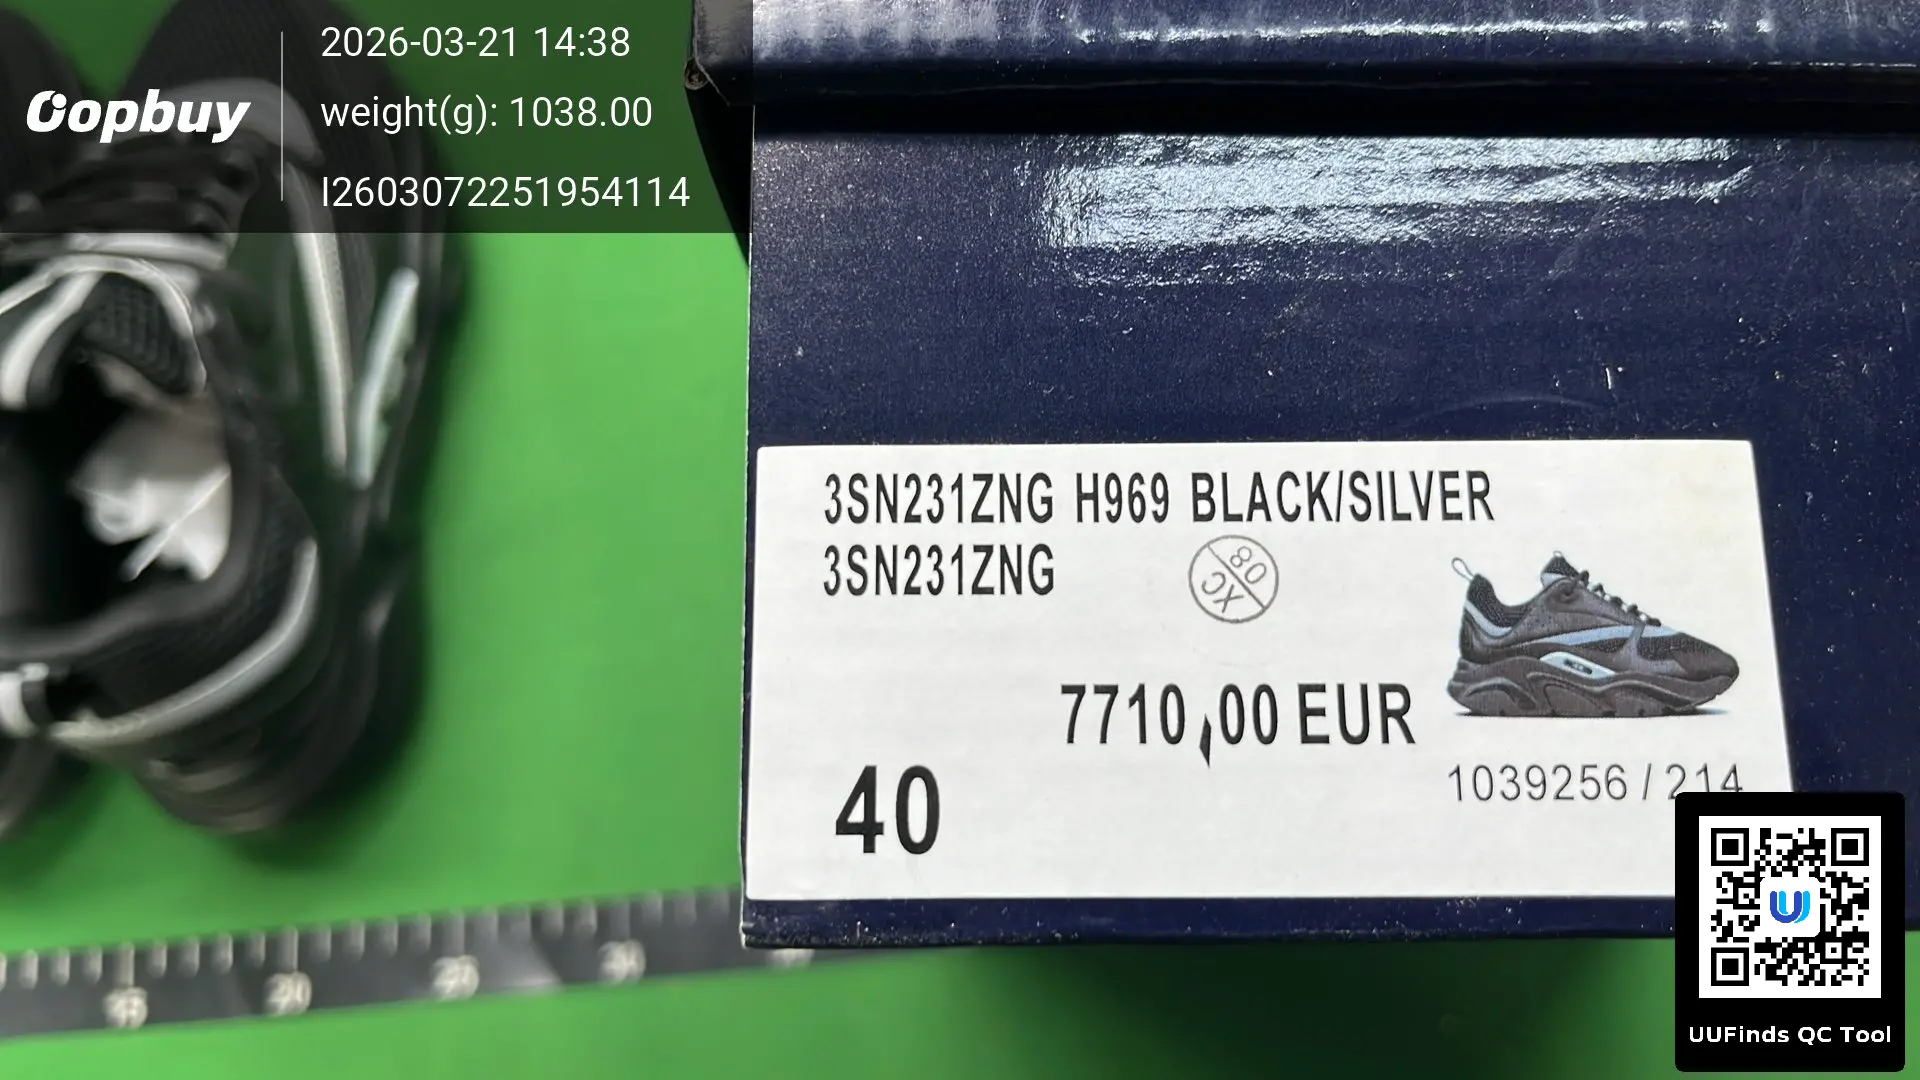 Oopbuy
2026-03-21 14:38
weight(g): 1038.00
I2603072251954114
3SN231ZNG H969 BLACK/SILVER
3SN231ZNG
XC 08
7710,00 EUR
40
1039256 / 214
UUFinds QC Tool